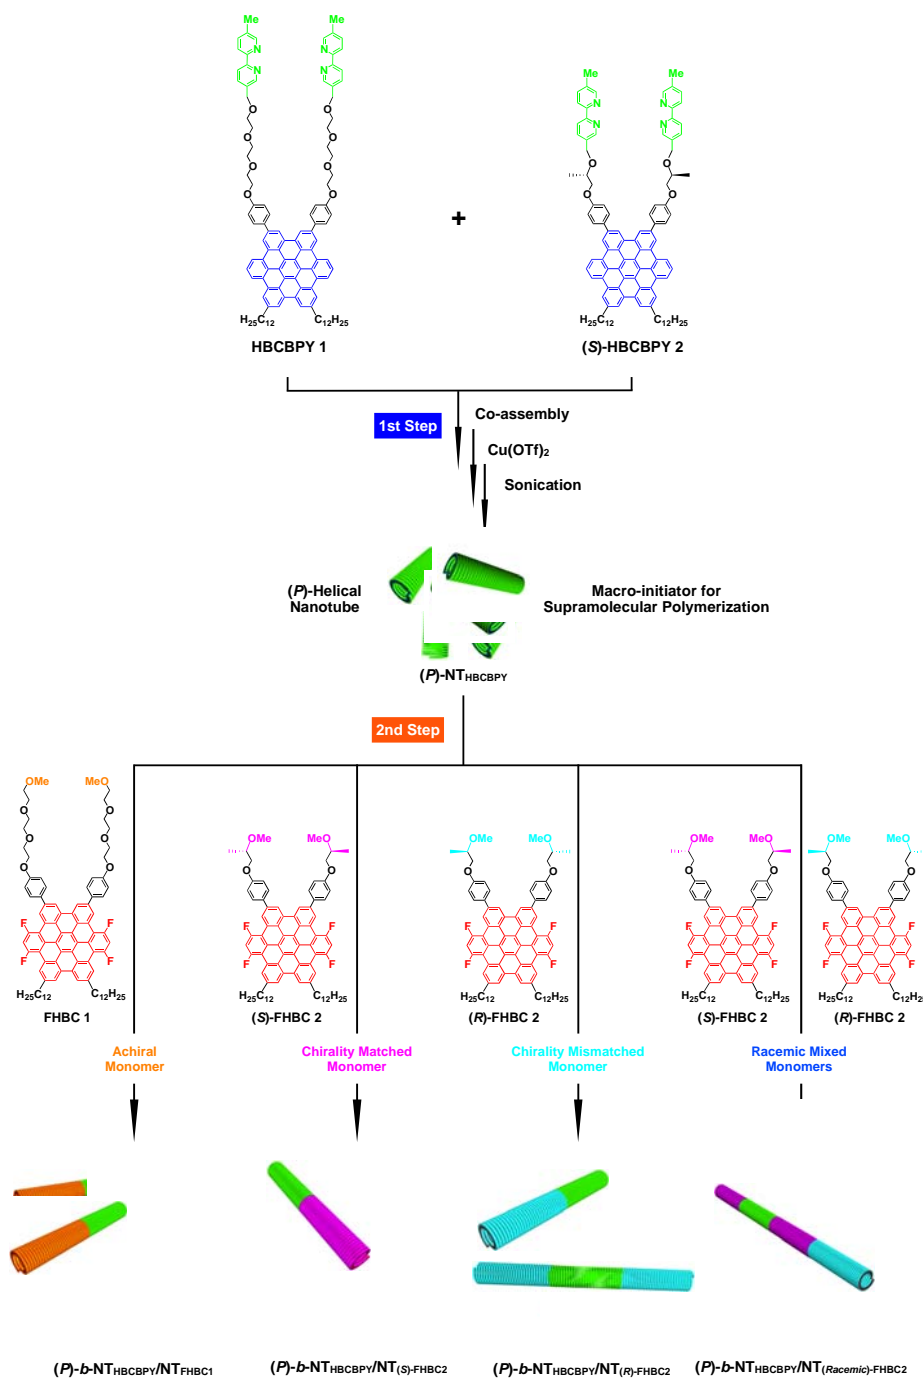 Me Me
N N
N N
Me Me
O O
N N
N N
O O
O O
O O
O O
O O
+
H25C12 C12H25
H25C12 C12H25
HBCBPY 1
(S)-HBCBPY 2
1st Step
Co-assembly
Cu(OTf)2
Sonication
(P)-Helical
Nanotube
Macro-initiator for
Supramolecular Polymerization
(P)-NTHBCBPY
2nd Step
OMe MeO
O O
O O
O O
OMe MeO
O O
OMe MeO
O O
OMe MeO
O O
OMe MeO
O O
F F
F F
F F
F F
F F
F F
F F
F F
F F
F F
H25C12 C12H25
H25C12 C12H25
H25C12 C12H25
H25C12 C12H25
H25C12 C12H25
FHBC 1
(S)-FHBC 2
(R)-FHBC 2
(S)-FHBC 2
(R)-FHBC 2
Achiral
Monomer
Chirality Matched
Monomer
Chirality Mismatched
Monomer
Racemic Mixed
Monomers
(P)-b-NTHBCBPY/NTFHBC1
(P)-b-NTHBCBPY/NT(S)-FHBC2
(P)-b-NTHBCBPY/NT(R)-FHBC2
(P)-b-NTHBCBPY/NT(Racemic)-FHBC2